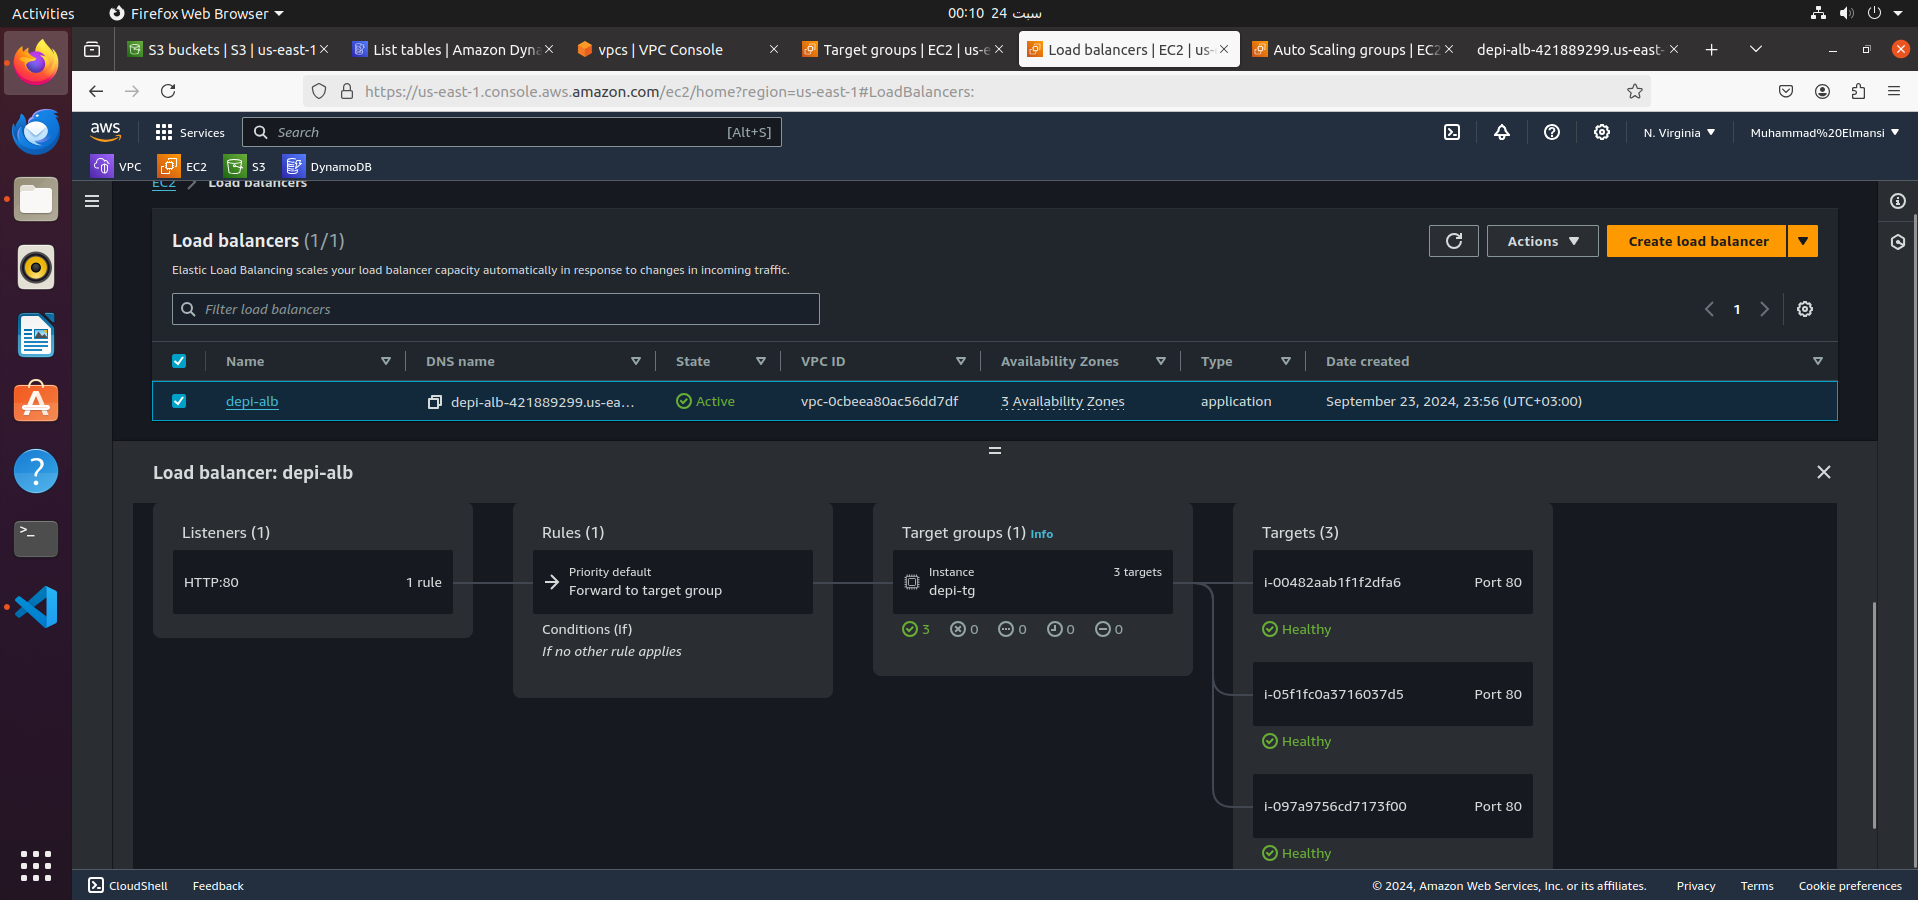 Activities
Firefox Web Browser
00:10 24 سبت
S3 buckets | S3 | us-east-1
List tables | Amazon Dyna
vpcs | VPC Console
Target groups | EC2 | us-e
Load balancers | EC2 | us-
Auto Scaling groups | EC2
depi-alb-421889299.us-east-
https://us-east-1.console.aws.amazon.com/ec2/home?region=us-east-1#LoadBalancers:
aws
Services
Search
[Alt+S]
N. Virginia
Muhammad%20Elmansi
VPC
EC2
S3
DynamoDB
EC2
Load balancers
Load balancers (1/1)
Actions
Create load balancer
Elastic Load Balancing scales your load balancer capacity automatically in response to changes in incoming traffic.
Filter load balancers
1
Name
DNS name
State
VPC ID
Availability Zones
Type
Date created
depi-alb
depi-alb-421889299.us-ea...
Active
vpc-0cbeea80ac56dd7df
3 Availability Zones
application
September 23, 2024, 23:56 (UTC+03:00)
Load balancer: depi-alb
Listeners (1)
HTTP:80
1 rule
Rules (1)
Priority default
Forward to target group
Conditions (If)
If no other rule applies
Target groups (1) Info
Instance
3 targets
depi-tg
3
0
0
0
0
Targets (3)
i-00482aab1f1f2dfa6
Port 80
Healthy
i-05f1fc0a3716037d5
Port 80
Healthy
i-097a9756cd7173f00
Port 80
Healthy
CloudShell
Feedback
© 2024, Amazon Web Services, Inc. or its affiliates.
Privacy
Terms
Cookie preferences